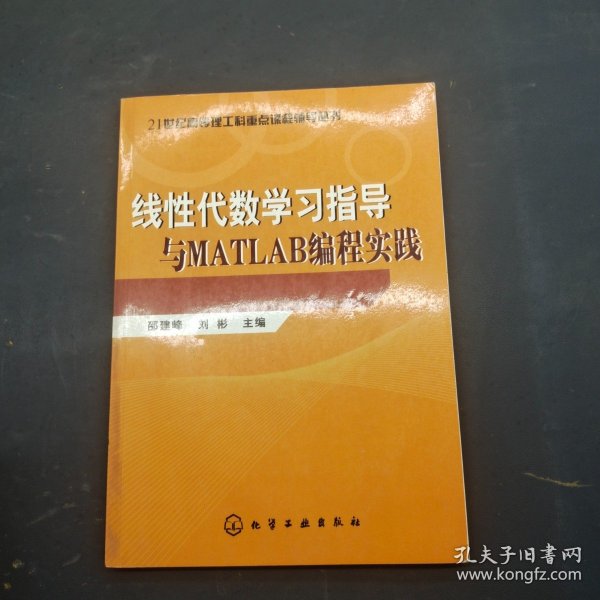 21世纪高等理工科重点课程辅导丛书
线性代数学习指导
与MATLAB编程实践
邵建峰 刘彬 主编
化学工业出版社
孔夫子旧书网
www.kongfz.com